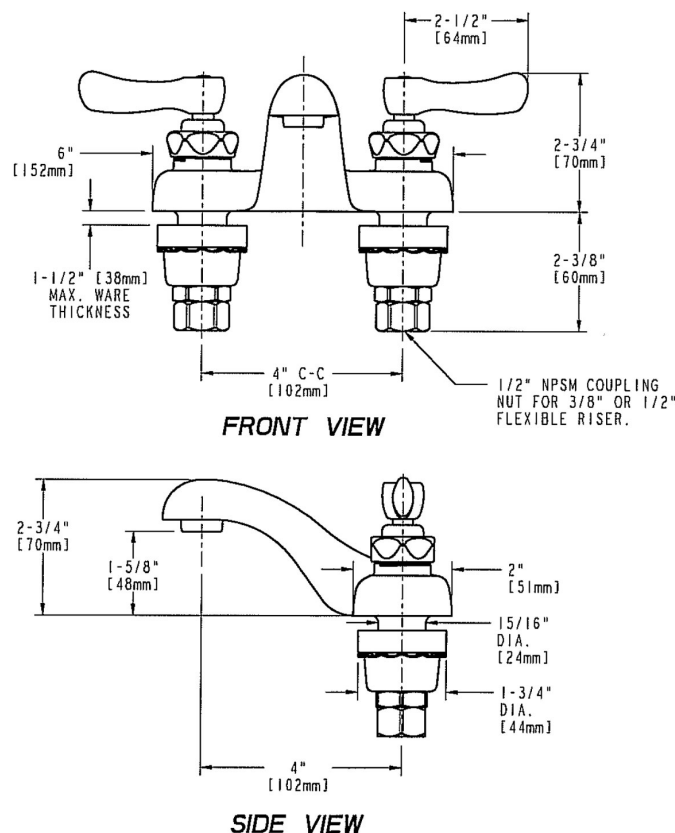 2-1/2"
[64mm]
6"
[152mm]
2-3/4"
[70mm]
1-1/2" [38mm]
MAX. WARE
THICKNESS
2-3/8"
[60mm]
4" C-C
[102mm]
1/2" NPSM COUPLING
NUT FOR 3/8" OR 1/2"
FLEXIBLE RISER.
FRONT VIEW
2-3/4"
[70mm]
1-5/8"
[48mm]
2"
[51mm]
15/16"
DIA.
[24mm]
1-3/4"
DIA.
[44mm]
4"
[102mm]
SIDE VIEW